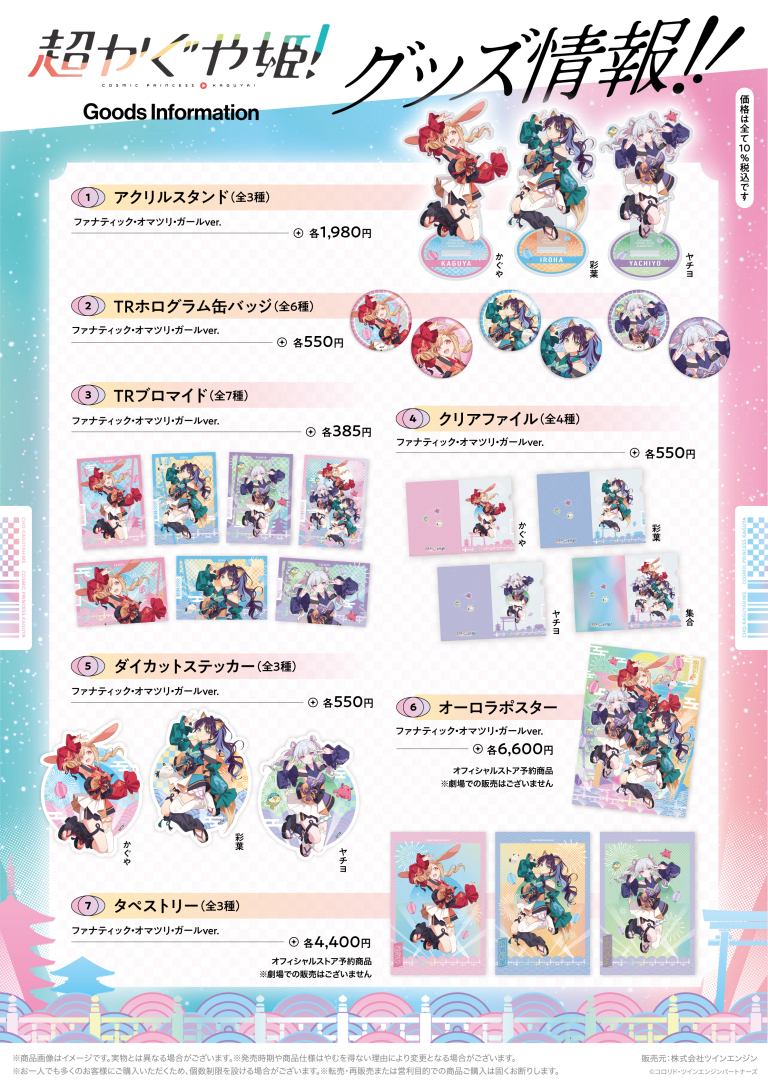 超かぐや姫!
COSMIC PRINCESS KAGUYA!
Goods Information
グッズ情報!!
価格は全て10%税込です
1 アクリルスタンド(全3種)
ファナティック・オマツリ・ガールver.
各1,980円
KAGUYA
かぐや
IROHA
彩葉
YACHIYO
ヤチヨ
2 TRホログラム缶バッジ(全6種)
ファナティック・オマツリ・ガールver.
各550円
3 TRブロマイド(全7種)
ファナティック・オマツリ・ガールver.
各385円
4 クリアファイル(全4種)
ファナティック・オマツリ・ガールver.
各550円
かぐや
彩葉
ヤチヨ
集合
5 ダイカットステッカー(全3種)
ファナティック・オマツリ・ガールver.
各550円
かぐや
彩葉
ヤチヨ
6 オーロラポスター
ファナティック・オマツリ・ガールver.
各6,600円
オフィシャルストア予約商品
※劇場での販売はございません
7 タペストリー(全3種)
ファナティック・オマツリ・ガールver.
各4,400円
オフィシャルストア予約商品
※劇場での販売はございません
※商品画像はイメージです。実物とは異なる場合がございます。※発売時期や商品仕様はやむを得ない理由により変更となる場合がございます。
※お一人でも多くのお客様にご購入いただくため、個数制限を設ける場合がございます。※転売・再販売または営利目的での商品ご購入は固くお断りします。
販売元：株式会社ツインエンジン
©コロリド・ツインエンジンパートナーズ